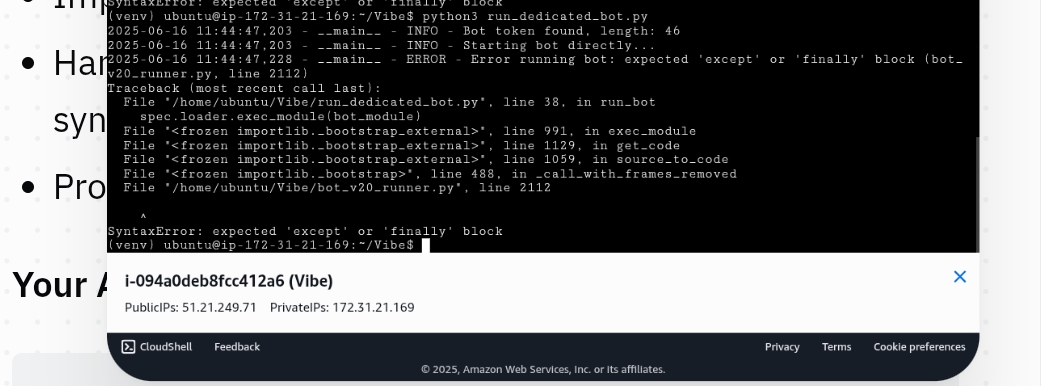 SyntaxError: expected 'except' or 'finally' block
(venv) ubuntu@ip-172-31-21-169:~/Vibe$ python3 run_dedicated_bot.py
2025-06-16 11:44:47,203 - __main__ - INFO - Bot token found, length: 46
2025-06-16 11:44:47,203 - __main__ - INFO - Starting bot directly...
2025-06-16 11:44:47,228 - __main__ - ERROR - Error running bot: expected 'except' or 'finally' block (bot_
v20_runner.py, line 2112)
Traceback (most recent call last):
File "/home/ubuntu/Vibe/run_dedicated_bot.py", line 38, in run_bot
spec.loader.exec_module(bot_module)
File "<frozen importlib._bootstrap_external>", line 991, in exec_module
File "<frozen importlib._bootstrap_external>", line 1129, in get_code
File "<frozen importlib._bootstrap_external>", line 1059, in source_to_code
File "<frozen importlib._bootstrap>", line 488, in _call_with_frames_removed
File "/home/ubuntu/Vibe/bot_v20_runner.py", line 2112
^
SyntaxError: expected 'except' or 'finally' block
(venv) ubuntu@ip-172-31-21-169:~/Vibe$
Har
syn
Pro
Your A
i-094a0deb8fcc412a6 (Vibe)
PublicIPs: 51.21.249.71 PrivateIPs: 172.31.21.169
CloudShell Feedback Privacy Terms Cookie preferences
© 2025, Amazon Web Services, Inc. or its affiliates.